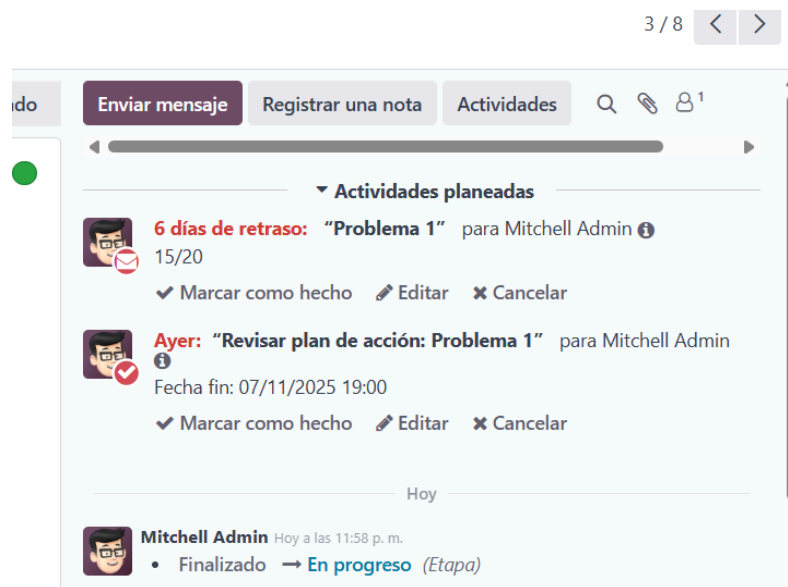 3 / 8
do
Enviar mensaje Registrar una nota Actividades 1
Actividades planeadas
6 días de retraso: “Problema 1” para Mitchell Admin
15/20
Marcar como hecho Editar Cancelar
Ayer: “Revisar plan de acción: Problema 1” para Mitchell Admin
Fecha fin: 07/11/2025 19:00
Marcar como hecho Editar Cancelar
Hoy
Mitchell Admin Hoy a las 11:58 p. m.
• Finalizado → En progreso (Etapa)